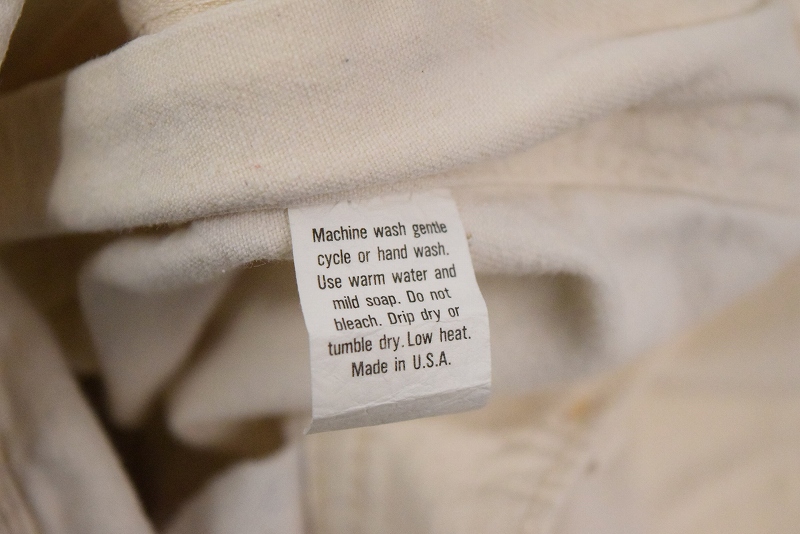 Machine wash gentle
cycle or hand wash.
Use warm water and
mild soap. Do not
bleach. Drip dry or
tumble dry. Low heat.
Made in U.S.A.